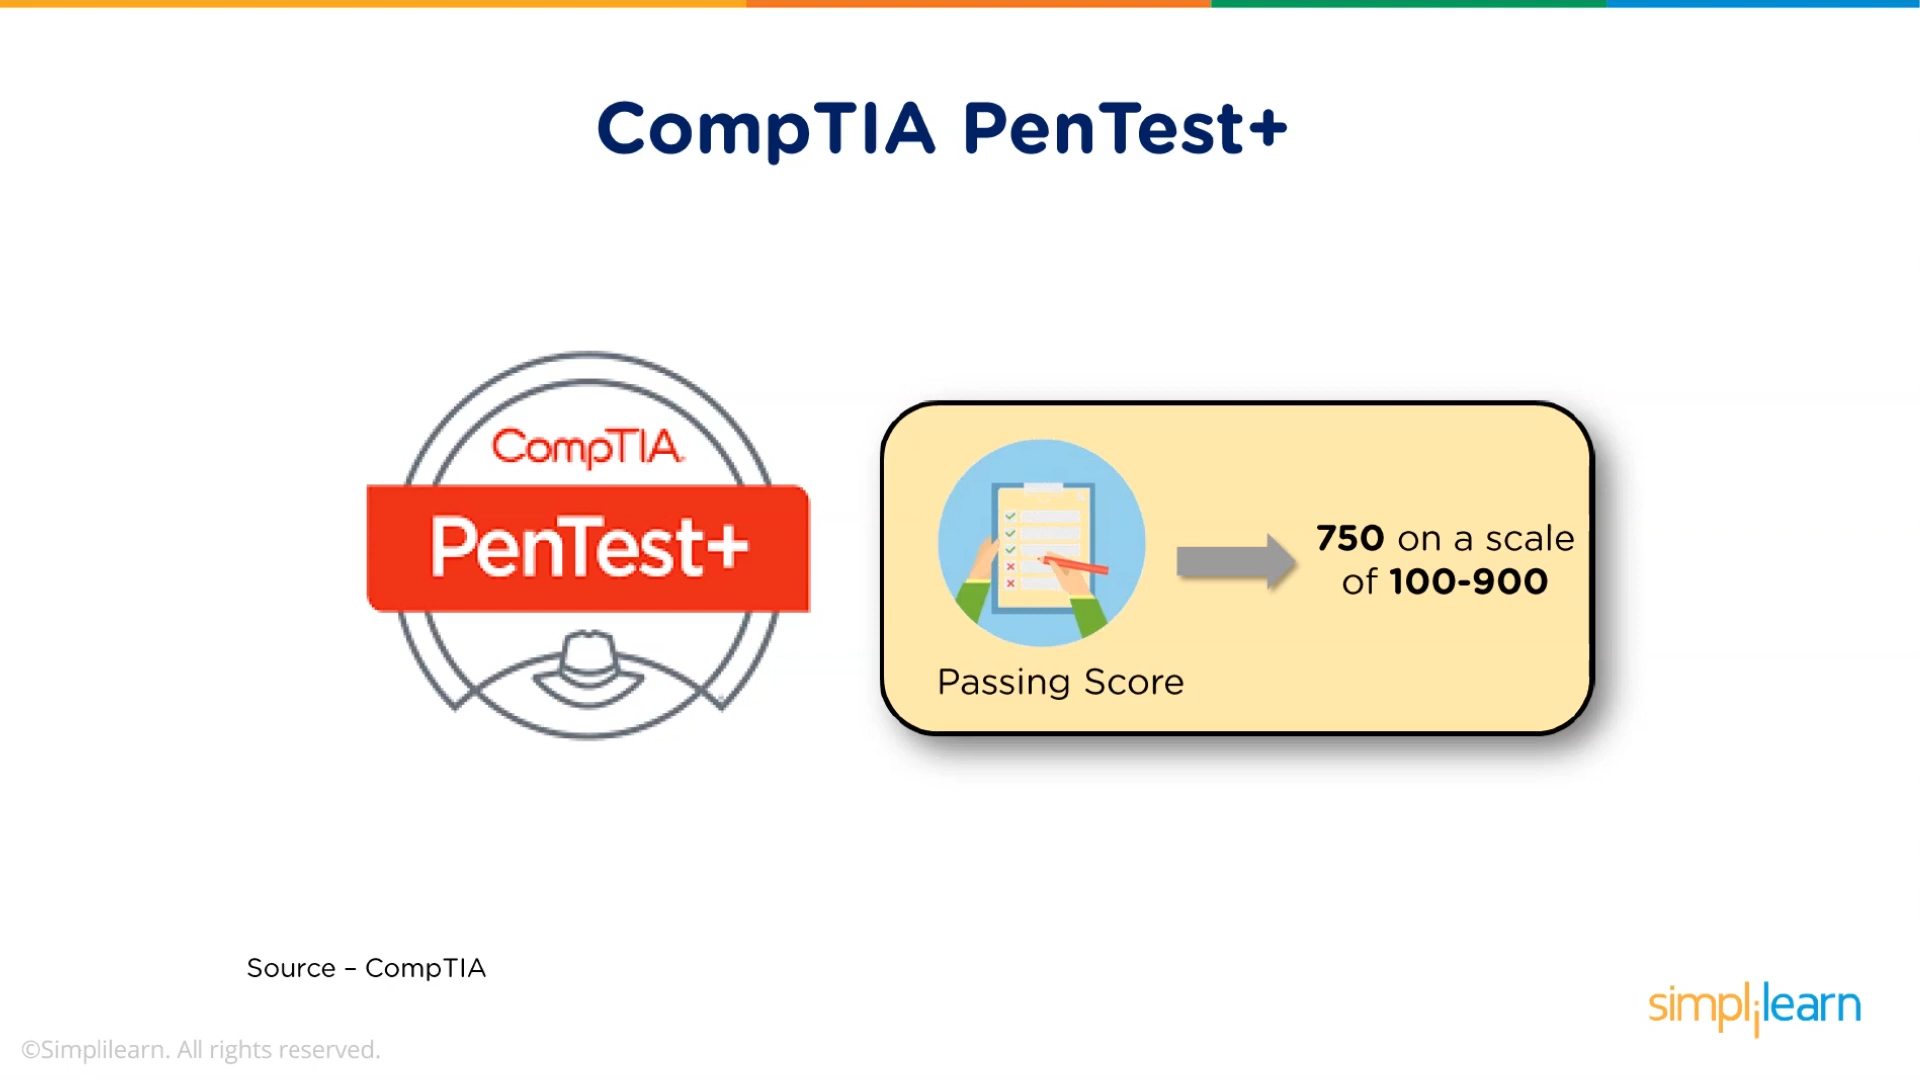 CompTIA PenTest+
CompTIA
PenTest+
750 on a scale
of 100-900
Passing Score
Source – CompTIA
simplilearn
©Simplilearn. All rights reserved.